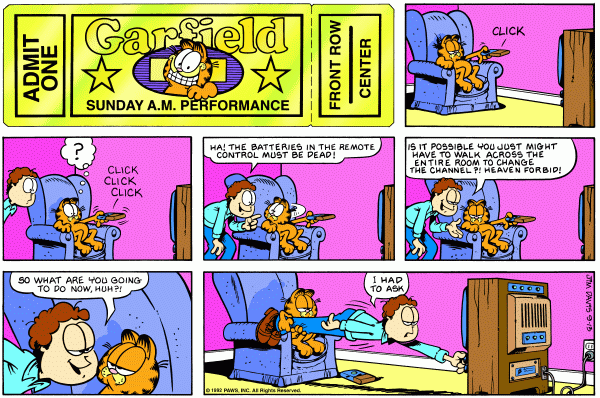 ADMIT
ONE
Garfield
SUNDAY A.M. PERFORMANCE
FRONT ROW
CENTER
CLICK
?
CLICK
CLICK
CLICK
HA! THE BATTERIES IN THE REMOTE
CONTROL MUST BE DEAD!
IS IT POSSIBLE YOU JUST MIGHT
HAVE TO WALK ACROSS THE
ENTIRE ROOM TO CHANGE
THE CHANNEL?! HEAVEN FORBID!
SO WHAT ARE YOU GOING
TO DO NOW, HUH?!
I HAD
TO ASK
JIM DAVIS 9-13
© 1992 PAWS, INC. All Rights Reserved.